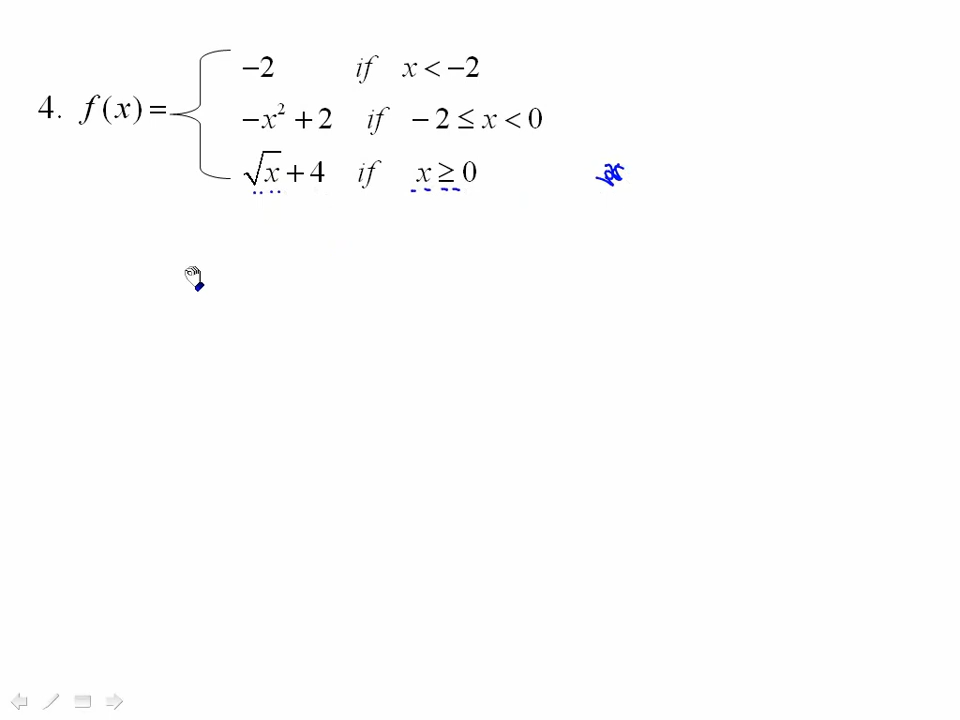 4. f(x) =
−2 if x < −2
−x² + 2 if − 2 ≤ x < 0
√x + 4 if x ≥ 0